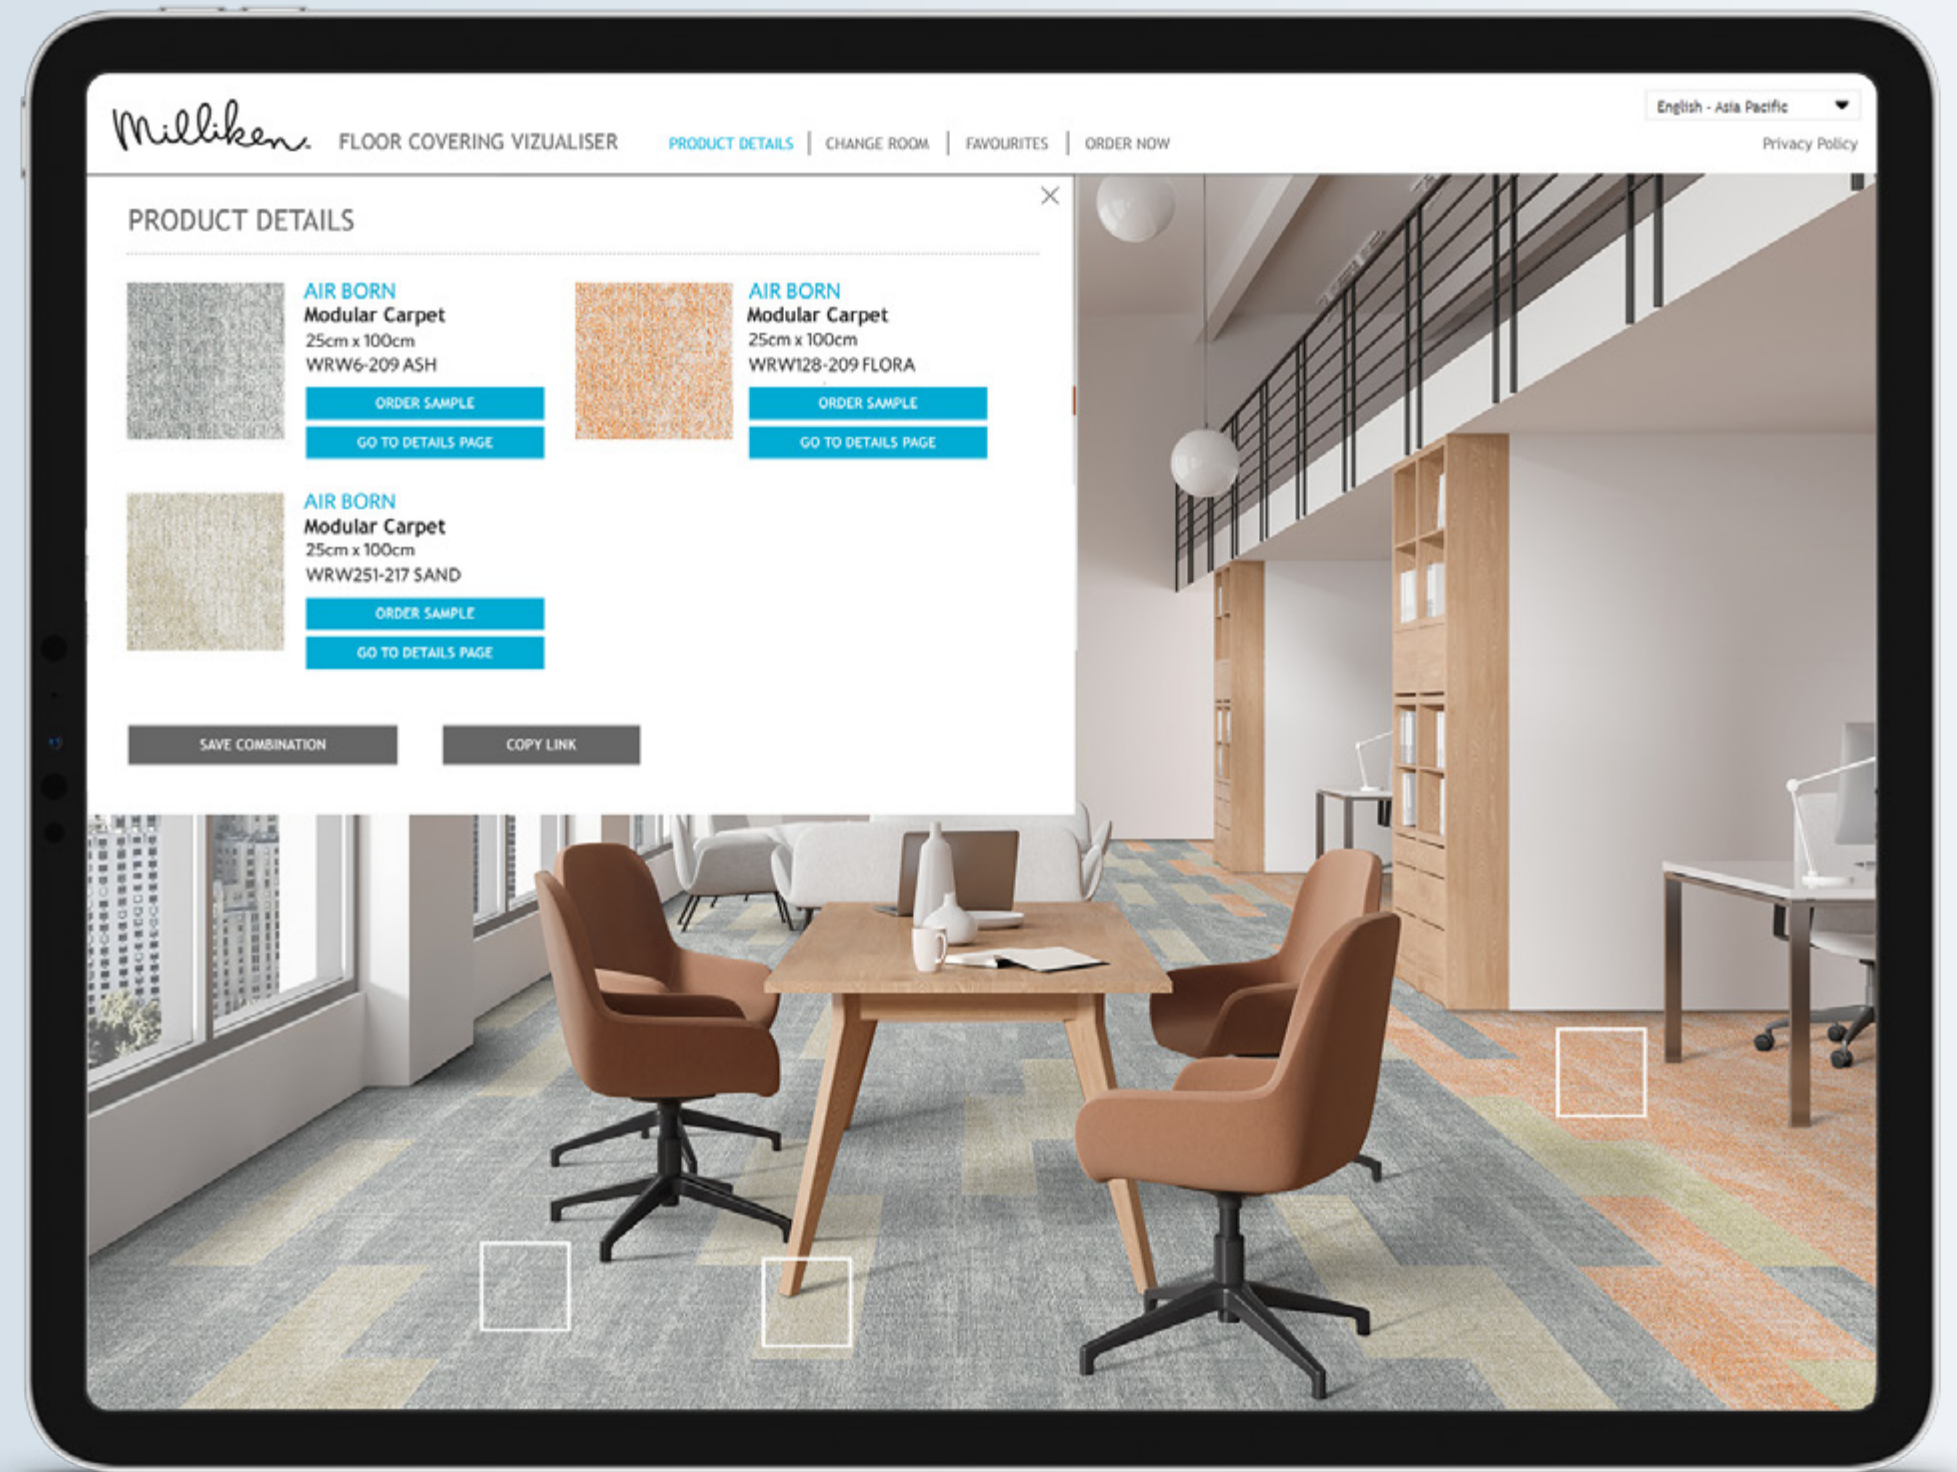 Milliken.
FLOOR COVERING VIZUALISER
PRODUCT DETAILS
CHANGE ROOM
FAVOURITES
ORDER NOW
English - Asia Pacific
Privacy Policy
PRODUCT DETAILS
AIR BORN
Modular Carpet
25cm x 100cm
WRW6-209 ASH
ORDER SAMPLE
GO TO DETAILS PAGE
AIR BORN
Modular Carpet
25cm x 100cm
WRW128-209 FLORA
ORDER SAMPLE
GO TO DETAILS PAGE
AIR BORN
Modular Carpet
25cm x 100cm
WRW251-217 SAND
ORDER SAMPLE
GO TO DETAILS PAGE
SAVE COMBINATION
COPY LINK